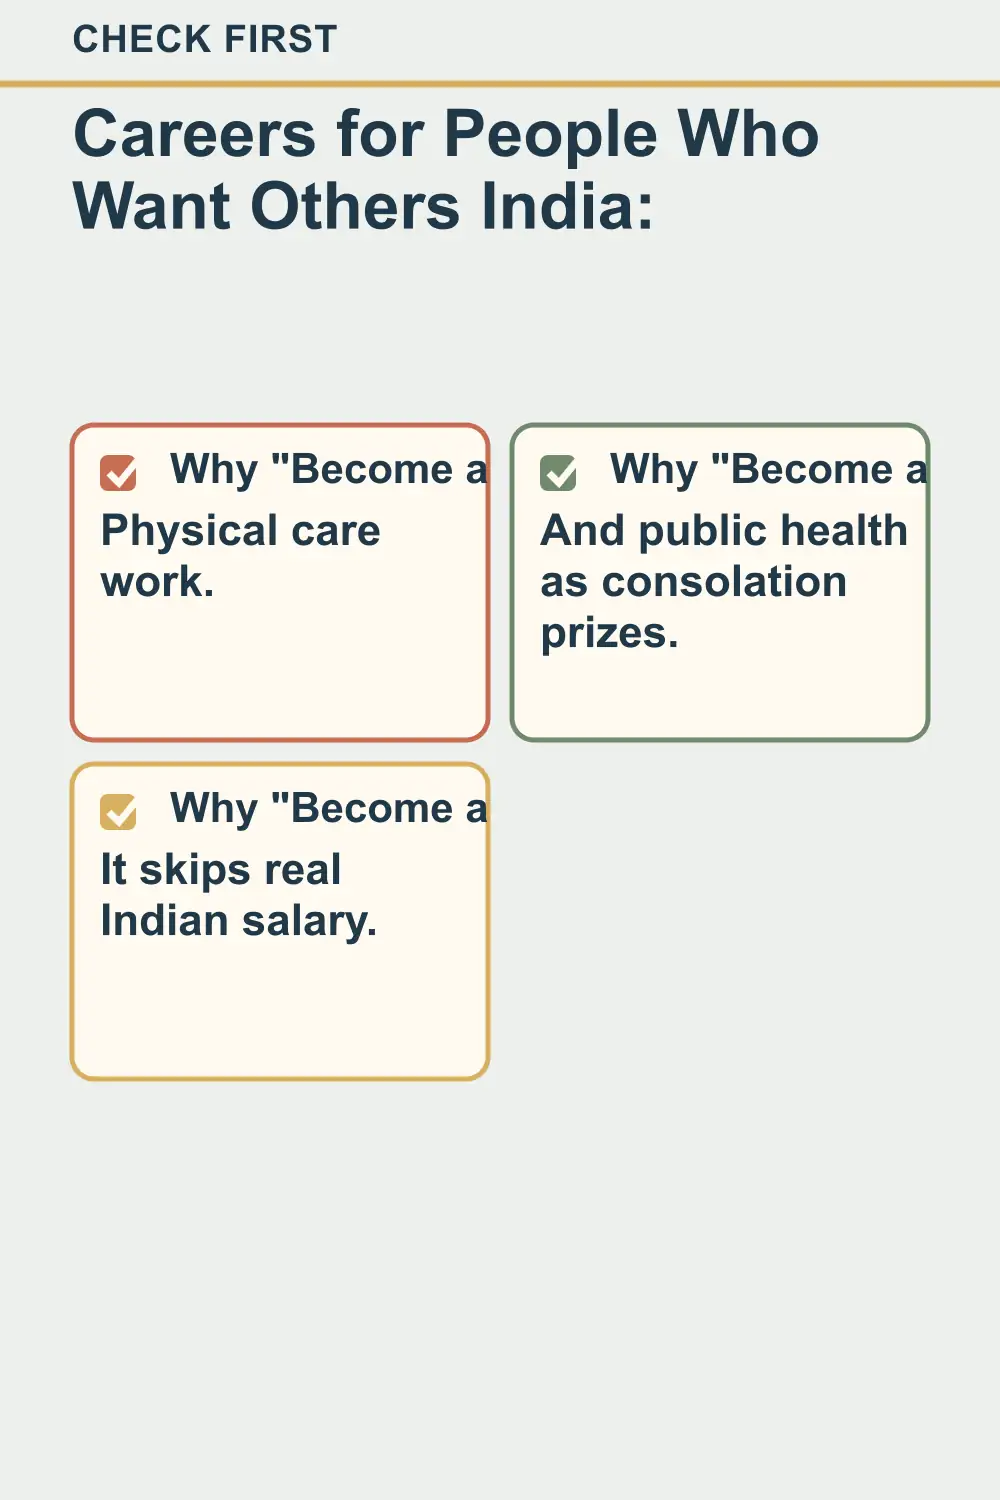 CHECK FIRST
Careers for People Who
Want Others India:
Why "Become a
Physical care
work.
Why "Become a
And public health
as consolation
prizes.
Why "Become a
It skips real
Indian salary.